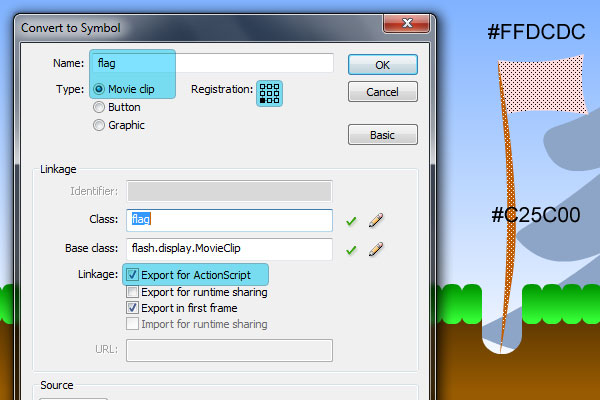 Convert to Symbol
#FFDCDC
Name: flag OK
Type: Movie clip Registration: Cancel
Button
Graphic
Basic
Linkage
Identifier:
Class: flag
#C25C00
Base class: flash.display.MovieClip
Linkage: Export for ActionScript
Export for runtime sharing
Export in first frame
Import for runtime sharing
URL:
Source